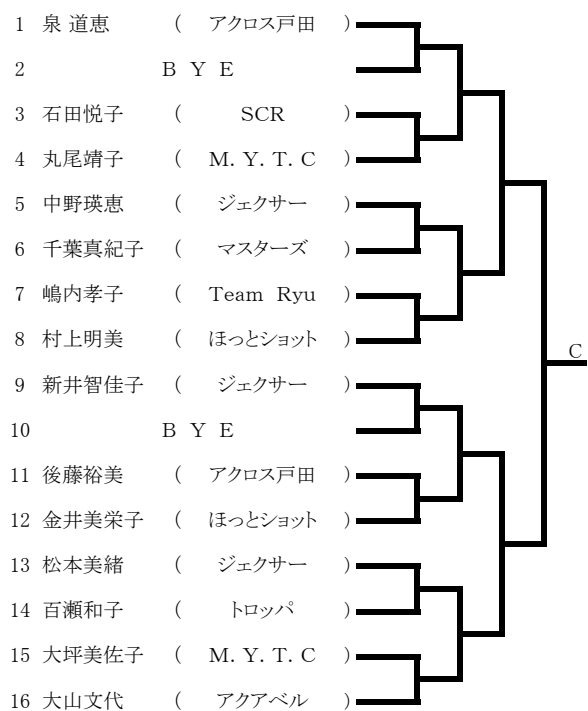 1 泉 道恵 ( アクロス戸田 )
2 B Y E
3 石田悦子 ( SCR )
4 丸尾靖子 ( M. Y. T. C )
5 中野瑛恵 ( ジェクサー )
6 千葉真紀子 ( マスターズ )
7 嶋内孝子 ( Team Ryu )
8 村上明美 ( ほっとショット )
C
9 新井智佳子 ( ジェクサー )
10 B Y E
11 後藤裕美 ( アクロス戸田 )
12 金井美栄子 ( ほっとショット )
13 松本美緒 ( ジェクサー )
14 百瀬和子 ( トロッパ )
15 大坪美佐子 ( M. Y. T. C )
16 大山文代 ( アクアベル )